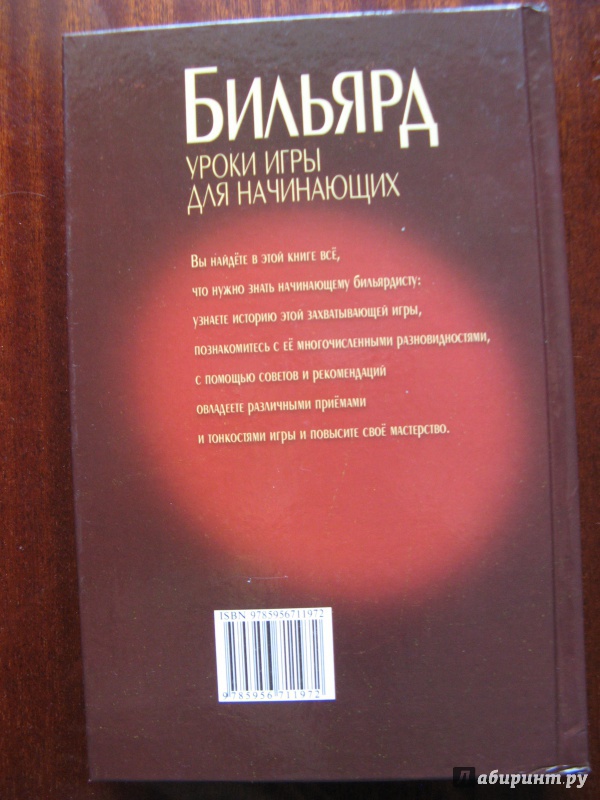 Бильярд
УРОКИ ИГРЫ
ДЛЯ НАЧИНАЮЩИХ
Вы найдёте в этой книге всё,
что нужно знать начинающему бильярдисту:
узнаете историю этой захватывающей игры,
познакомитесь с её многочисленными разновидностями,
с помощью советов и рекомендаций
овладеете различными приёмами
и тонкостями игры и повысите своё мастерство.
ISBN 9785956711972
9 785956 711972
лабиринт.ру